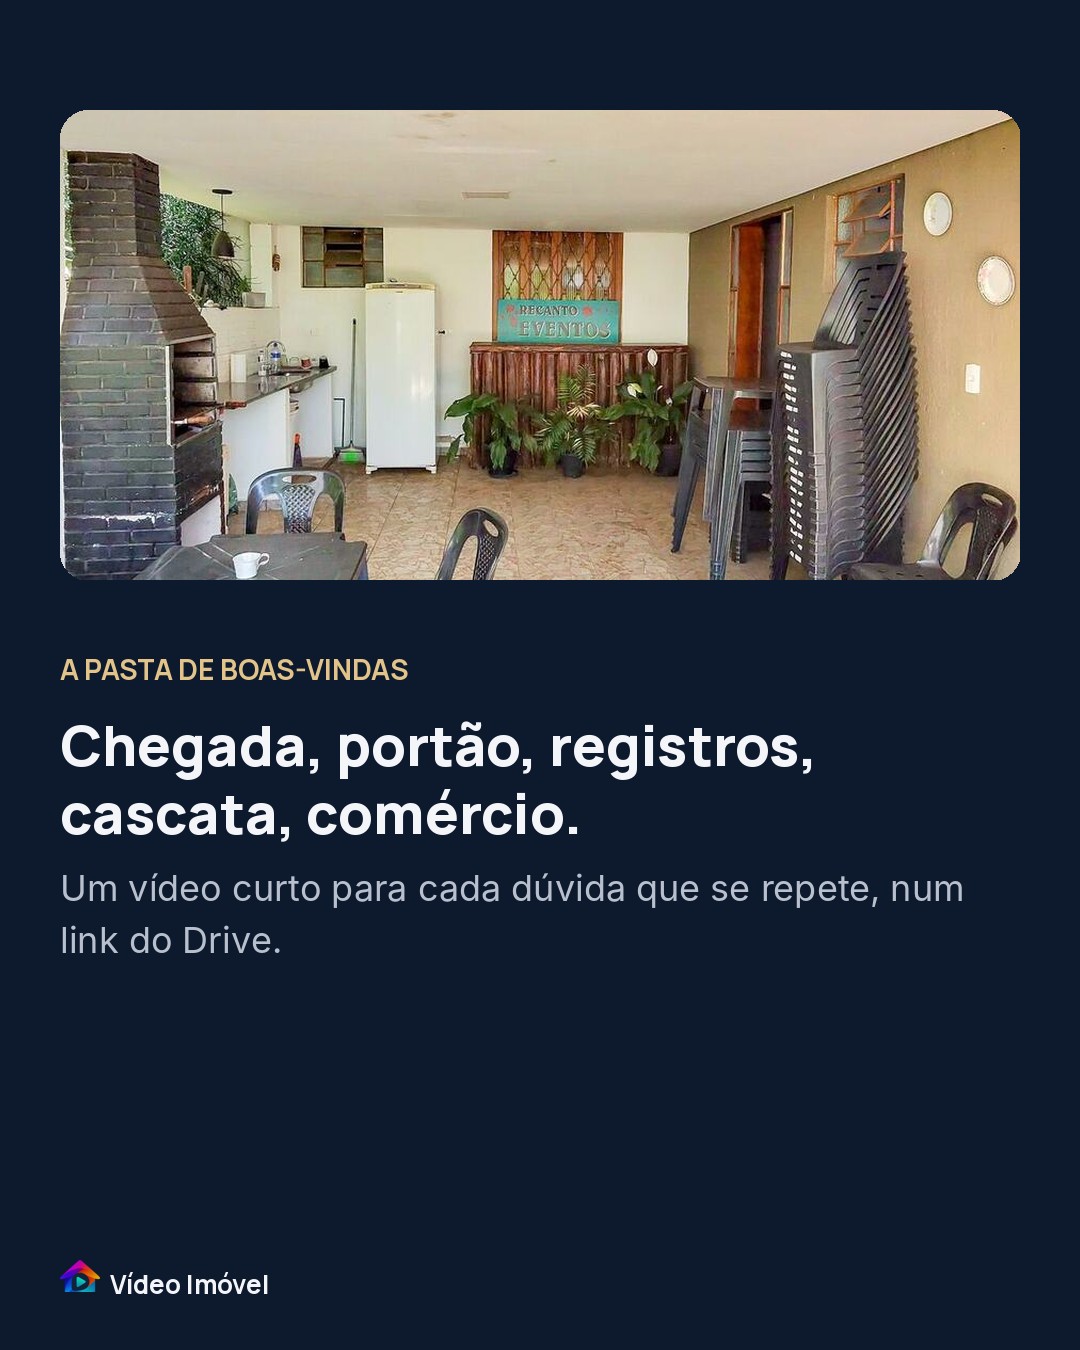 RECANTO
EVENTOS
A PASTA DE BOAS-VINDAS
Chegada, portão, registros,
cascata, comércio.
Um vídeo curto para cada dúvida que se repete, num
link do Drive.
Vídeo Imóvel